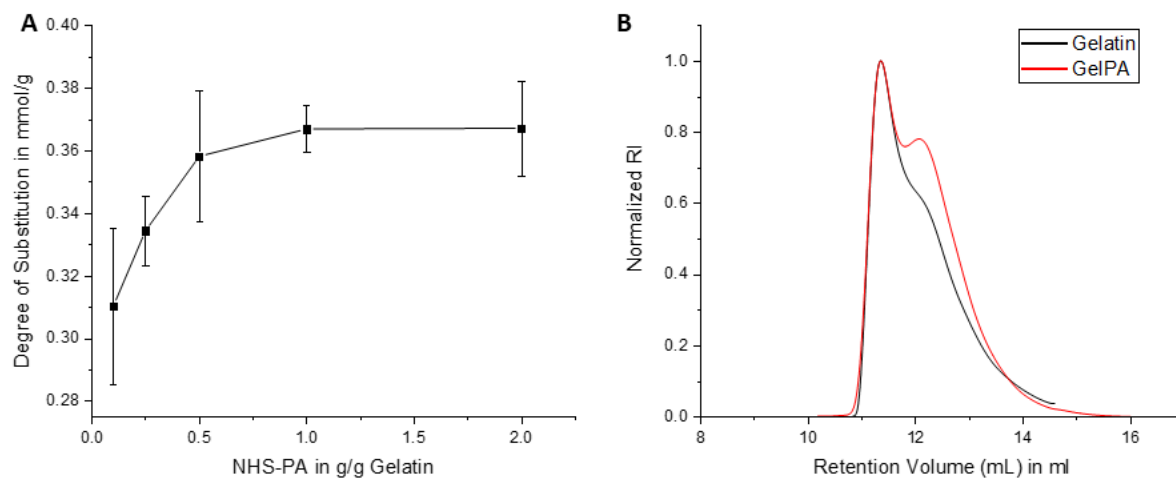 A
Degree of Substitution in mmol/g
0.40
0.38
0.36
0.34
0.32
0.30
0.28
0.0
0.5
1.0
1.5
2.0
NHS-PA in g/g Gelatin
B
Gelatin
GelPA
Normalized RI
1.0
0.8
0.6
0.4
0.2
0.0
8
10
12
14
16
Retention Volume (mL) in ml